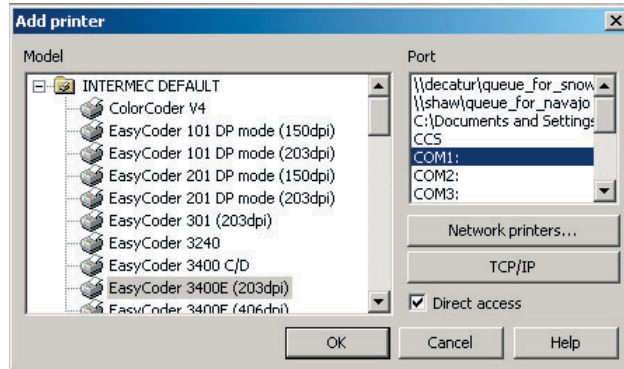 Add printer
Model
INTERMEC DEFAULT
ColorCoder V4
EasyCoder 101 DP mode (150dpi)
EasyCoder 101 DP mode (203dpi)
EasyCoder 201 DP mode (150dpi)
EasyCoder 201 DP mode (203dpi)
EasyCoder 301 (203dpi)
EasyCoder 3240
EasyCoder 3400 C/D
EasyCoder 3400E (203dpi)
EasyCoder 3400E (406dpi)
Port
\\decatur\queue_for_snow
\\shaw\queue_for_navajo
C:\Documents and Settings
CCS
COM1:
COM2:
COM3:
Network printers...
TCP/IP
Direct access
OK
Cancel
Help